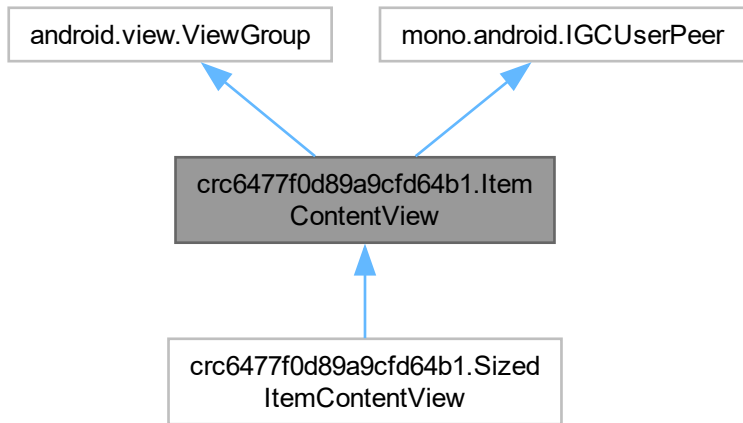 android.view.ViewGroup
mono.android.IGCUserPeer
crc6477f0d89a9cfd64b1.Item
ContentView
crc6477f0d89a9cfd64b1.Sized
ItemContentView